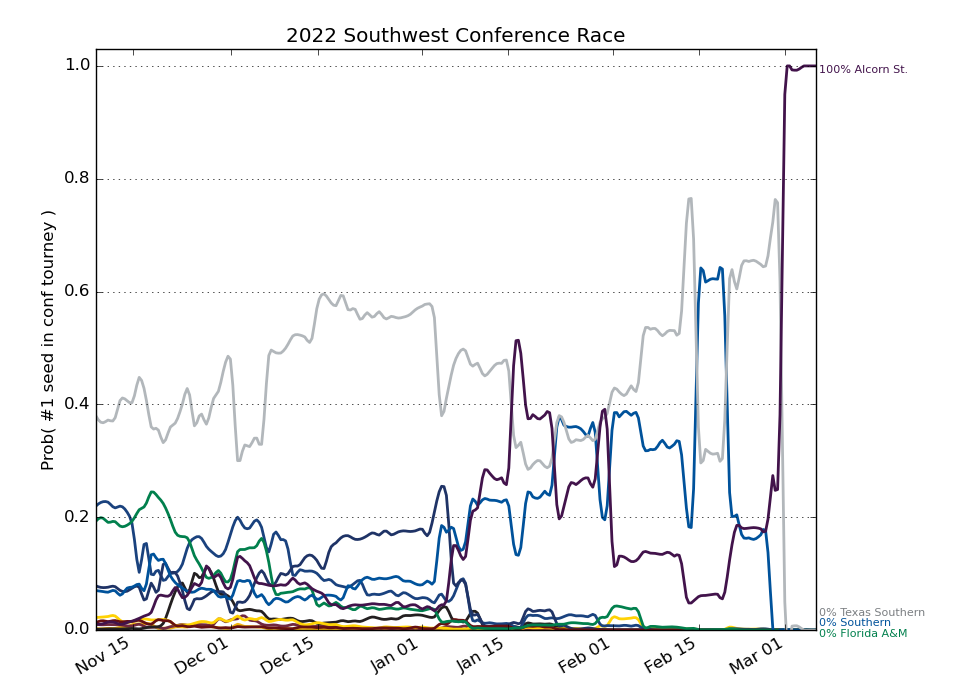 2022 Southwest Conference Race
Prob( #1 seed in conf tourney )
1.0
0.8
0.6
0.4
0.2
0.0
100% Alcorn St.
0% Texas Southern
0% Southern
0% Florida A&M
Nov 15
Dec 01
Dec 15
Jan 01
Jan 15
Feb 01
Feb 15
Mar 01